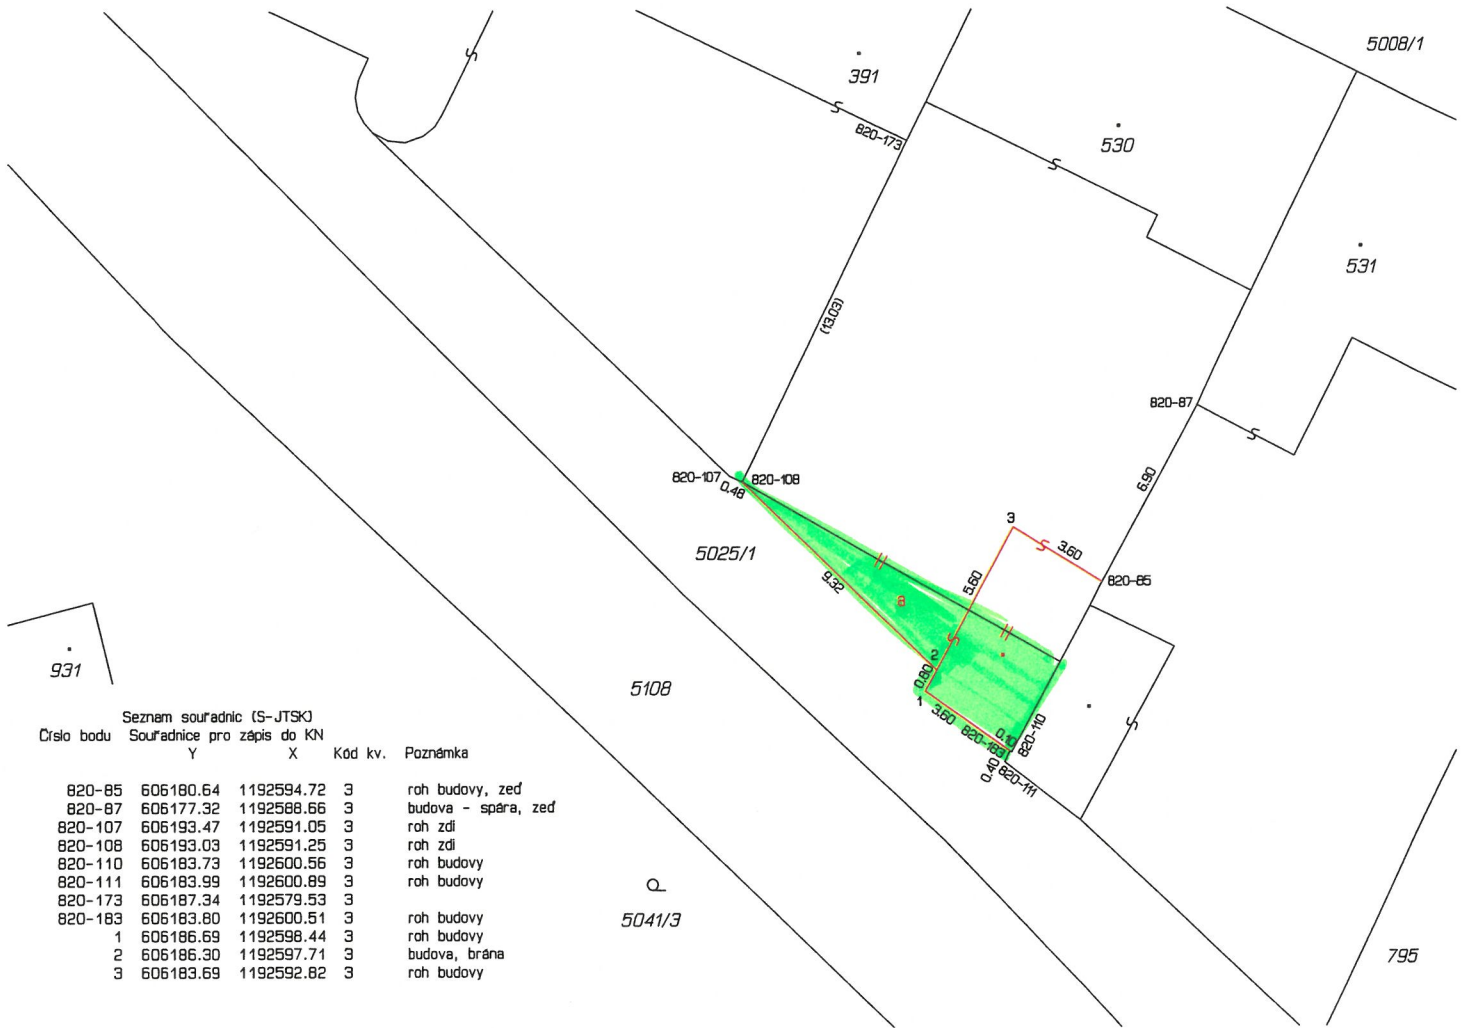 5008/1
391
820-173
530
531
(13.03)
820-87
6.90
820-107
0.48
820-108
3
3.60
820-85
5025/1
9.32
5.60
a
2
0.80
1
3.60
820-183
0.10
820-110
0.40
820-111
931
5108
5041/3
795
Seznam souřadnic (S-JTSK)
Číslo bodu Souřadnice pro zápis do KN
Y X Kód kv. Poznámka
820-85 606180.64 1192594.72 3 roh budovy, zeď
820-87 606177.32 1192588.66 3 budova - spára, zeď
820-107 606193.47 1192591.05 3 roh zdi
820-108 606193.03 1192591.25 3 roh zdi
820-110 606183.73 1192600.56 3 roh budovy
820-111 606183.99 1192600.89 3 roh budovy
820-173 606187.34 1192579.53 3
820-183 606183.80 1192600.51 3 roh budovy
1 606186.69 1192598.44 3 roh budovy
2 606186.30 1192597.71 3 budova, brána
3 606183.69 1192592.82 3 roh budovy